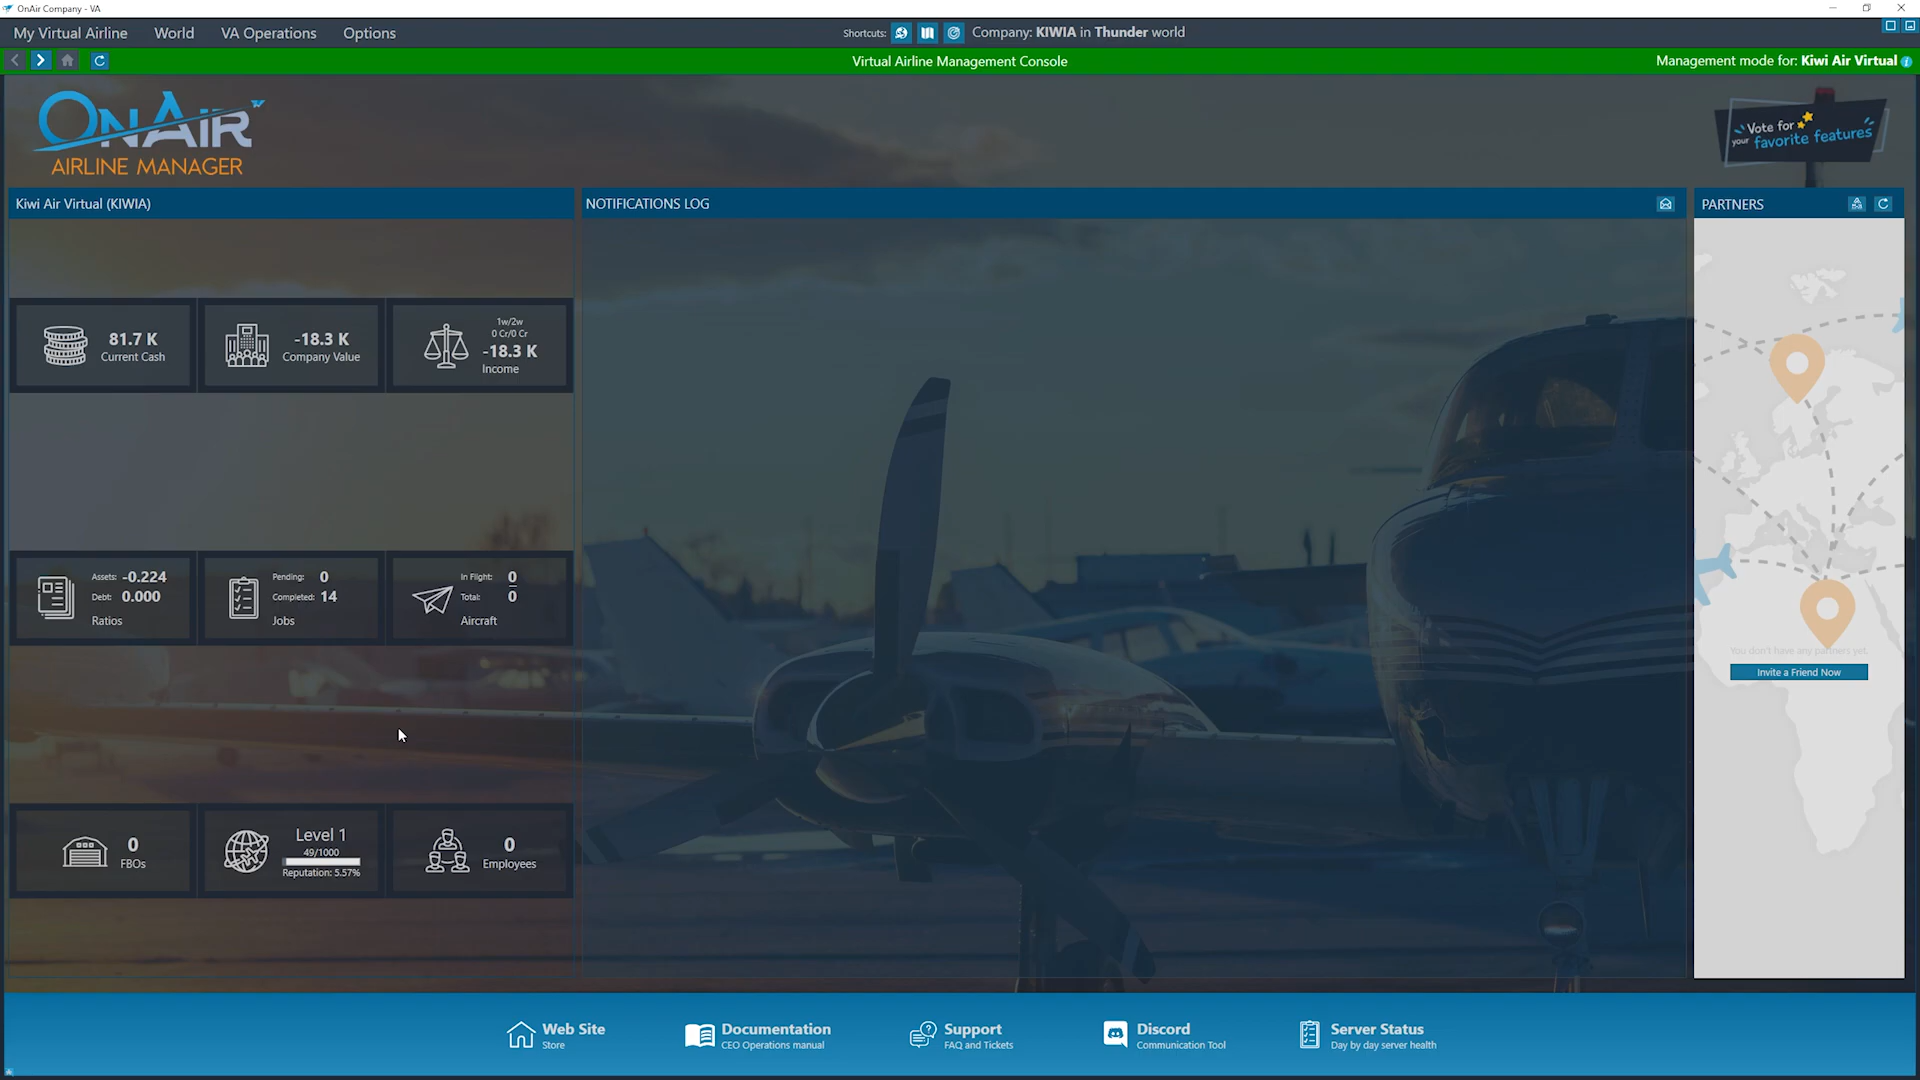 OnAir Company - VA
My Virtual Airline
World
VA Operations
Options
Shortcuts:
Company: KIWIA in Thunder world
Virtual Airline Management Console
Management mode for: Kiwi Air Virtual
ONAIR
AIRLINE MANAGER
Vote for
your favorite features
Kiwi Air Virtual (KIWIA)
NOTIFICATIONS LOG
PARTNERS
81.7 K
Current Cash
-18.3 K
Company Value
1w/2w
0 Cr/0 Cr
-18.3 K
Income
Assets: -0.224
Debt: 0.000
Ratios
Pending: 0
Completed: 14
Jobs
In Flight: 0
Total: 0
Aircraft
You don't have any partners yet.
Invite a Friend Now
0
FBOs
Level 1
49/1000
Reputation: 5.57%
0
Employees
Web Site
Store
Documentation
CEO Operations manual
Support
FAQ and Tickets
Discord
Communication Tool
Server Status
Day by day server health